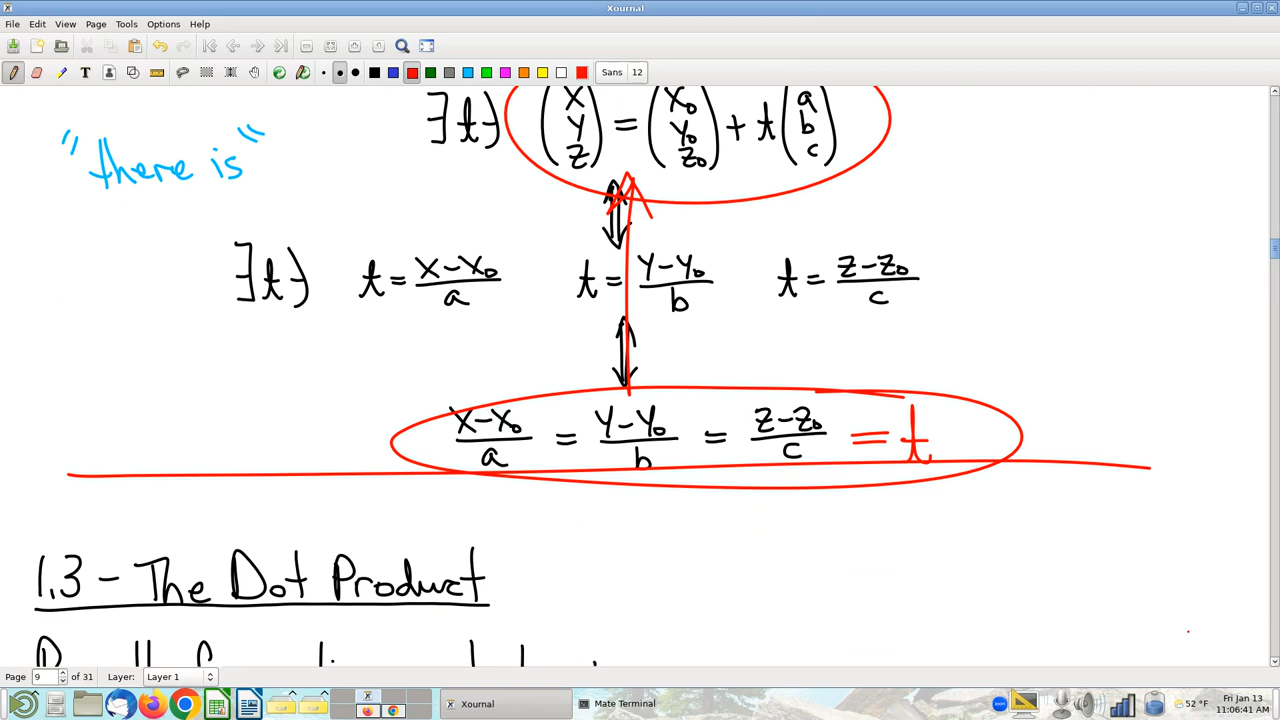 Xournal
File Edit View Page Tools Options Help
Sans 12
∃t∋ (x y z) = (x₀ y₀ z₀) + t(a b c)
"there is"
∃t∋ t = x-x₀/a t = y-y₀/b t = z-z₀/c
x-x₀/a = y-y₀/b = z-z₀/c = t
1.3 - The Dot Product
Page 9 of 31 Layer: Layer 1
Xournal Mate Terminal 52 °F Fri Jan 13
11:06:41 AM